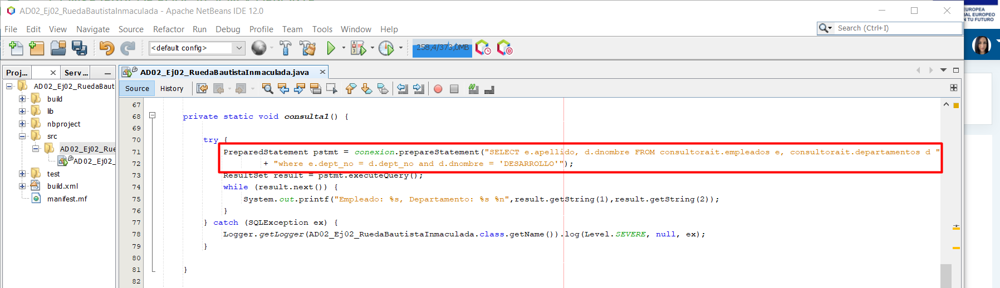 AD02_Ej02_RuedaBautistaInmaculada - Apache NetBeans IDE 12.0
EUROPEA
AL EUROPEO
N TU FUTURO
File Edit View Navigate Source Refactor Run Debug Profile Team Tools Window Help
Search (Ctrl+I)
<default config>
258,4/373,0MB
Proj...
Serv...
AD02_Ej02_RuedaBautistaInmaculada.java
AD02_Ej02_RuedaBauti
build
lib
nbproject
src
AD02_Ej02_Rue
AD02_Ej02_
test
build.xml
manifest.mf
Source History
67
68 private static void consulta1() {
69
70 try {
71 PreparedStatement pstmt = conexion.prepareStatement("SELECT e.apellido, d.dnombre FROM consultorait.empleados e, consultorait.departamentos d "
72 + "where e.dept_no = d.dept_no and d.dnombre = 'DESARROLLO'");
73 ResultSet result = pstmt.executeQuery();
74 while (result.next()) {
75 System.out.printf("Empleado: %s, Departamento: %s %n",result.getString(1),result.getString(2));
76 }
77 } catch (SQLException ex) {
78 Logger.getLogger(AD02_Ej02_RuedaBautistaInmaculada.class.getName()).log(Level.SEVERE, null, ex);
79 }
80
81 }
82